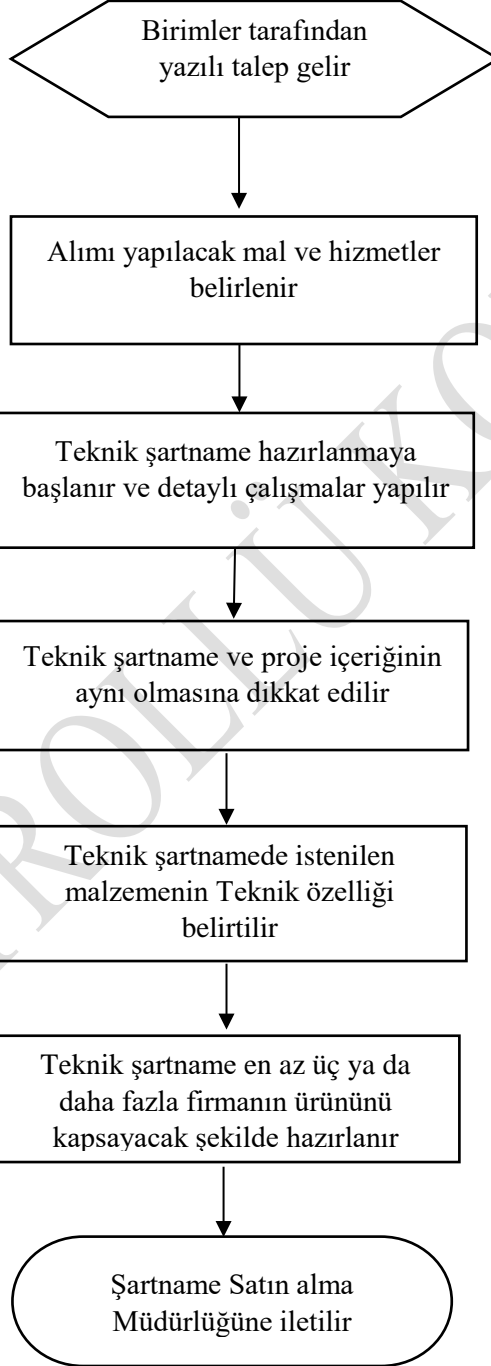 Birimler tarafından
yazılı talep gelir
Alımı yapılacak mal ve hizmetler
belirlenir
Teknik şartname hazırlanmaya
başlanır ve detaylı çalışmalar yapılır
Teknik şartname ve proje içeriğinin
aynı olmasına dikkat edilir
Teknik şartnamede istenilen
malzemenin Teknik özelliği
belirtilir
Teknik şartname en az üç ya da
daha fazla firmanın ürününü
kapsayacak şekilde hazırlanır
Şartname Satın alma
Müdürlüğüne iletilir